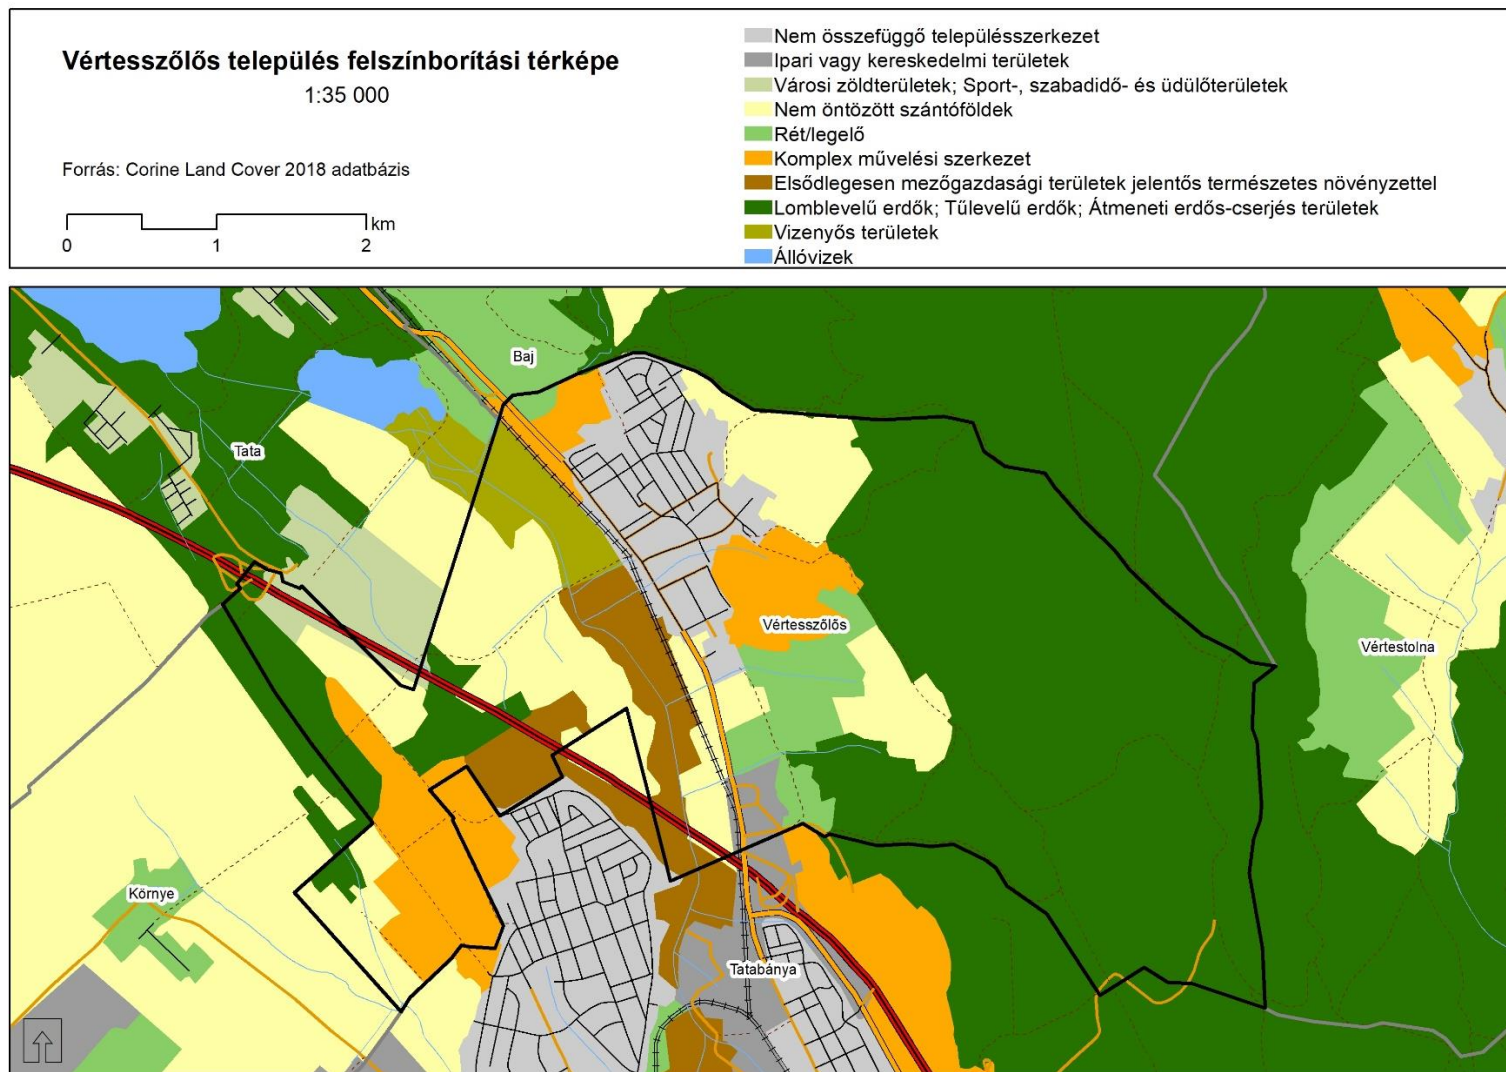 Vértesszőlős település felszínborítási térképe
1:35 000
Forrás: Corine Land Cover 2018 adatbázis
km
0 1 2
Nem összefüggő településszerkezet
Ipari vagy kereskedelmi területek
Városi zöldterületek; Sport-, szabadidő- és üdülőterületek
Nem öntözött szántóföldek
Rét/legelő
Komplex művelési szerkezet
Elsődlegesen mezőgazdasági területek jelentős természetes növényzettel
Lomblevelű erdők; Tűlevelű erdők; Átmeneti erdős-cserjés területek
Vizenyős területek
Állóvizek
Baj
Tata
Vértesszőlős
Vértestolna
Környe
Tatabánya